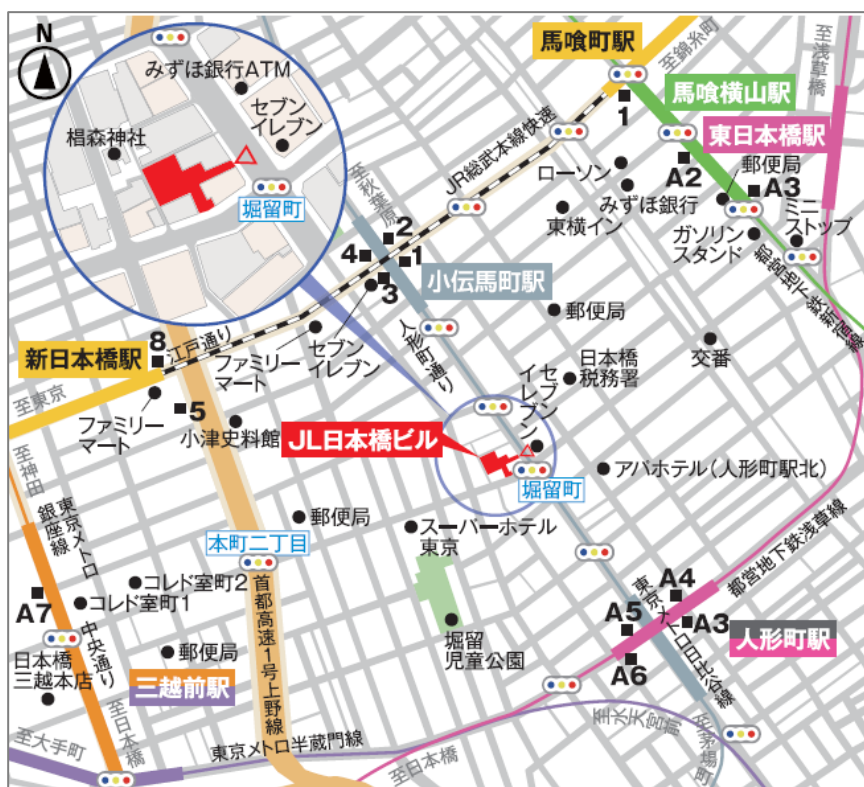 N
みずほ銀行ATM
セブン
イレブン
椙森神社
堀留町
馬喰町駅
至錦糸町
至浅草橋
馬喰横山駅
東日本橋駅
1
JR総武本線快速
ローソン
A2
郵便局
A3
みずほ銀行
ミニ
ストップ
東横イン
ガソリン
スタンド
都営地下鉄新宿線
至秋葉原
2
4
1
3
小伝馬町駅
郵便局
人形町通り
交番
日本橋
税務署
新日本橋駅
8
江戸通り
ファミリー
マート
セブン
イレブン
至東京
ファミリー
マート
5
小津史料館
セブン
イレブン
JL日本橋ビル
堀留町
アパホテル(人形町駅北)
至神田
東京メトロ
銀座線
郵便局
スーパーホテル
東京
本町二丁目
都営地下鉄浅草線
A7
コレド室町2
コレド室町1
首都高速1号上野線
東京メトロ日比谷線
A4
A5
A3
人形町駅
A6
堀留
児童公園
中央通り
郵便局
日本橋
三越本店
三越前駅
至日本橋
至大手町
東京メトロ半蔵門線
至日本橋
至水天宮前